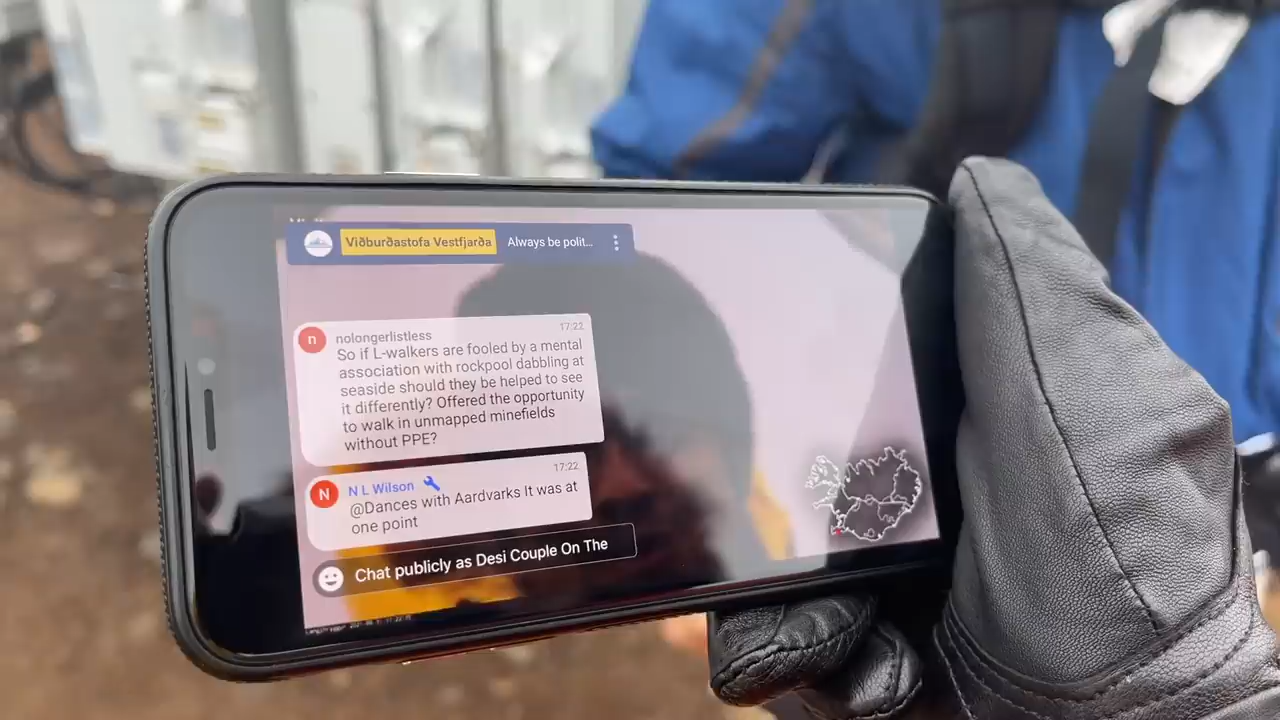 Viðburðastofa Vestfjarða Always be polit...
n nolongerlistless 17:22
So if L-walkers are fooled by a mental
association with rockpool dabbling at
seaside should they be helped to see
it differently? Offered the opportunity
to walk in unmapped minefields
without PPE?
17:22
N N L Wilson
@Dances with Aardvarks It was at
one point
Chat publicly as Desi Couple On The